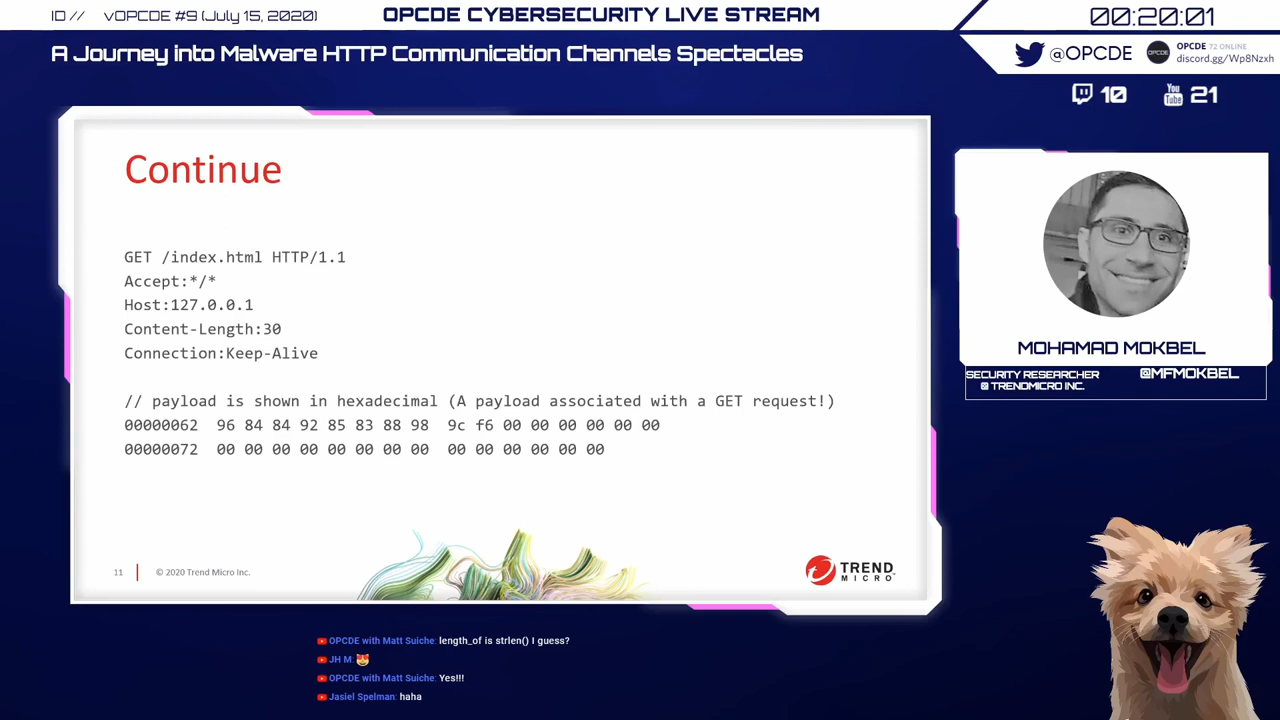 ID // vOPCDE #9 (July 15, 2020)
OPCDE CYBERSECURITY LIVE STREAM
00:20:01
A Journey into Malware HTTP Communication Channels Spectacles
@OPCDE
OPCDE
OPCDE 72 ONLINE
discord.gg/Wp8Nzxh
10
You
Tube
21
Continue
GET /index.html HTTP/1.1
Accept:*/*
Host:127.0.0.1
Content-Length:30
Connection:Keep-Alive
// payload is shown in hexadecimal (A payload associated with a GET request!)
00000062 96 84 84 92 85 83 88 98 9c f6 00 00 00 00 00 00
00000072 00 00 00 00 00 00 00 00 00 00 00 00 00 00
11
© 2020 Trend Micro Inc.
TREND
MICRO
MOHAMAD MOKBEL
SECURITY RESEARCHER
@ TRENDMICRO INC.
@MFMOKBEL
OPCDE with Matt Suiche: length_of is strlen() I guess?
JH M: 😻
OPCDE with Matt Suiche: Yes!!!
Jasiel Spelman: haha